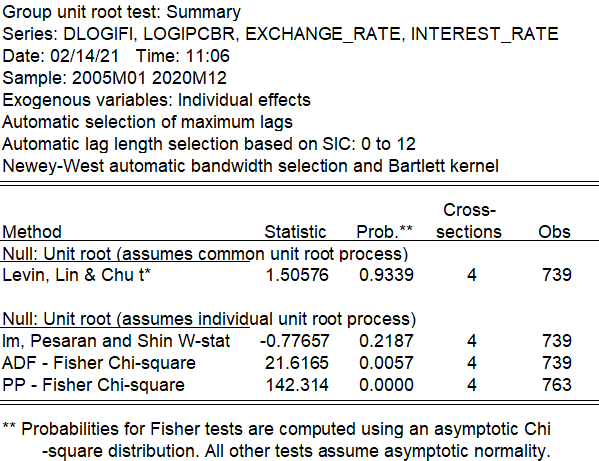 Group unit root test: Summary
Series: DLOGIFI, LOGIPCBR, EXCHANGE_RATE, INTEREST_RATE
Date: 02/14/21 Time: 11:06
Sample: 2005M01 2020M12
Exogenous variables: Individual effects
Automatic selection of maximum lags
Automatic lag length selection based on SIC: 0 to 12
Newey-West automatic bandwidth selection and Bartlett kernel
Cross-
Method Statistic Prob.** sections Obs
Null: Unit root (assumes common unit root process)
Levin, Lin & Chu t* 1.50576 0.9339 4 739
Null: Unit root (assumes individual unit root process)
Im, Pesaran and Shin W-stat -0.77657 0.2187 4 739
ADF - Fisher Chi-square 21.6165 0.0057 4 739
PP - Fisher Chi-square 142.314 0.0000 4 763
** Probabilities for Fisher tests are computed using an asymptotic Chi
-square distribution. All other tests assume asymptotic normality.